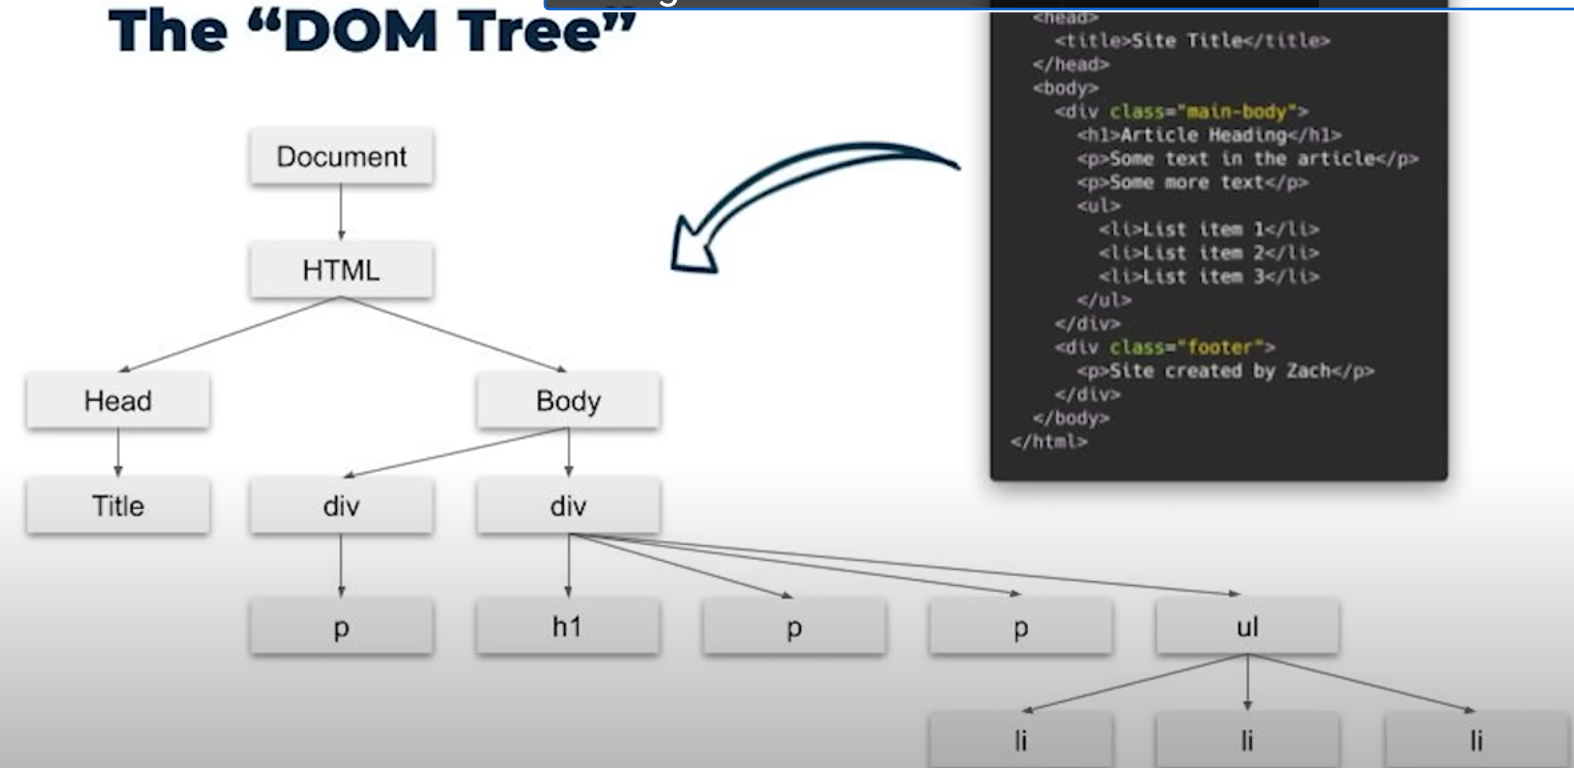 The “DOM Tree”
Document
HTML
Head
Body
Title
div
div
p
h1
p
p
ul
li
li
li
<head>
<title>Site Title</title>
</head>
<body>
<div class="main-body">
<h1>Article Heading</h1>
<p>Some text in the article</p>
<p>Some more text</p>
<ul>
<li>List item 1</li>
<li>List item 2</li>
<li>List item 3</li>
</ul>
</div>
<div class="footer">
<p>Site created by Zach</p>
</div>
</body>
</html>